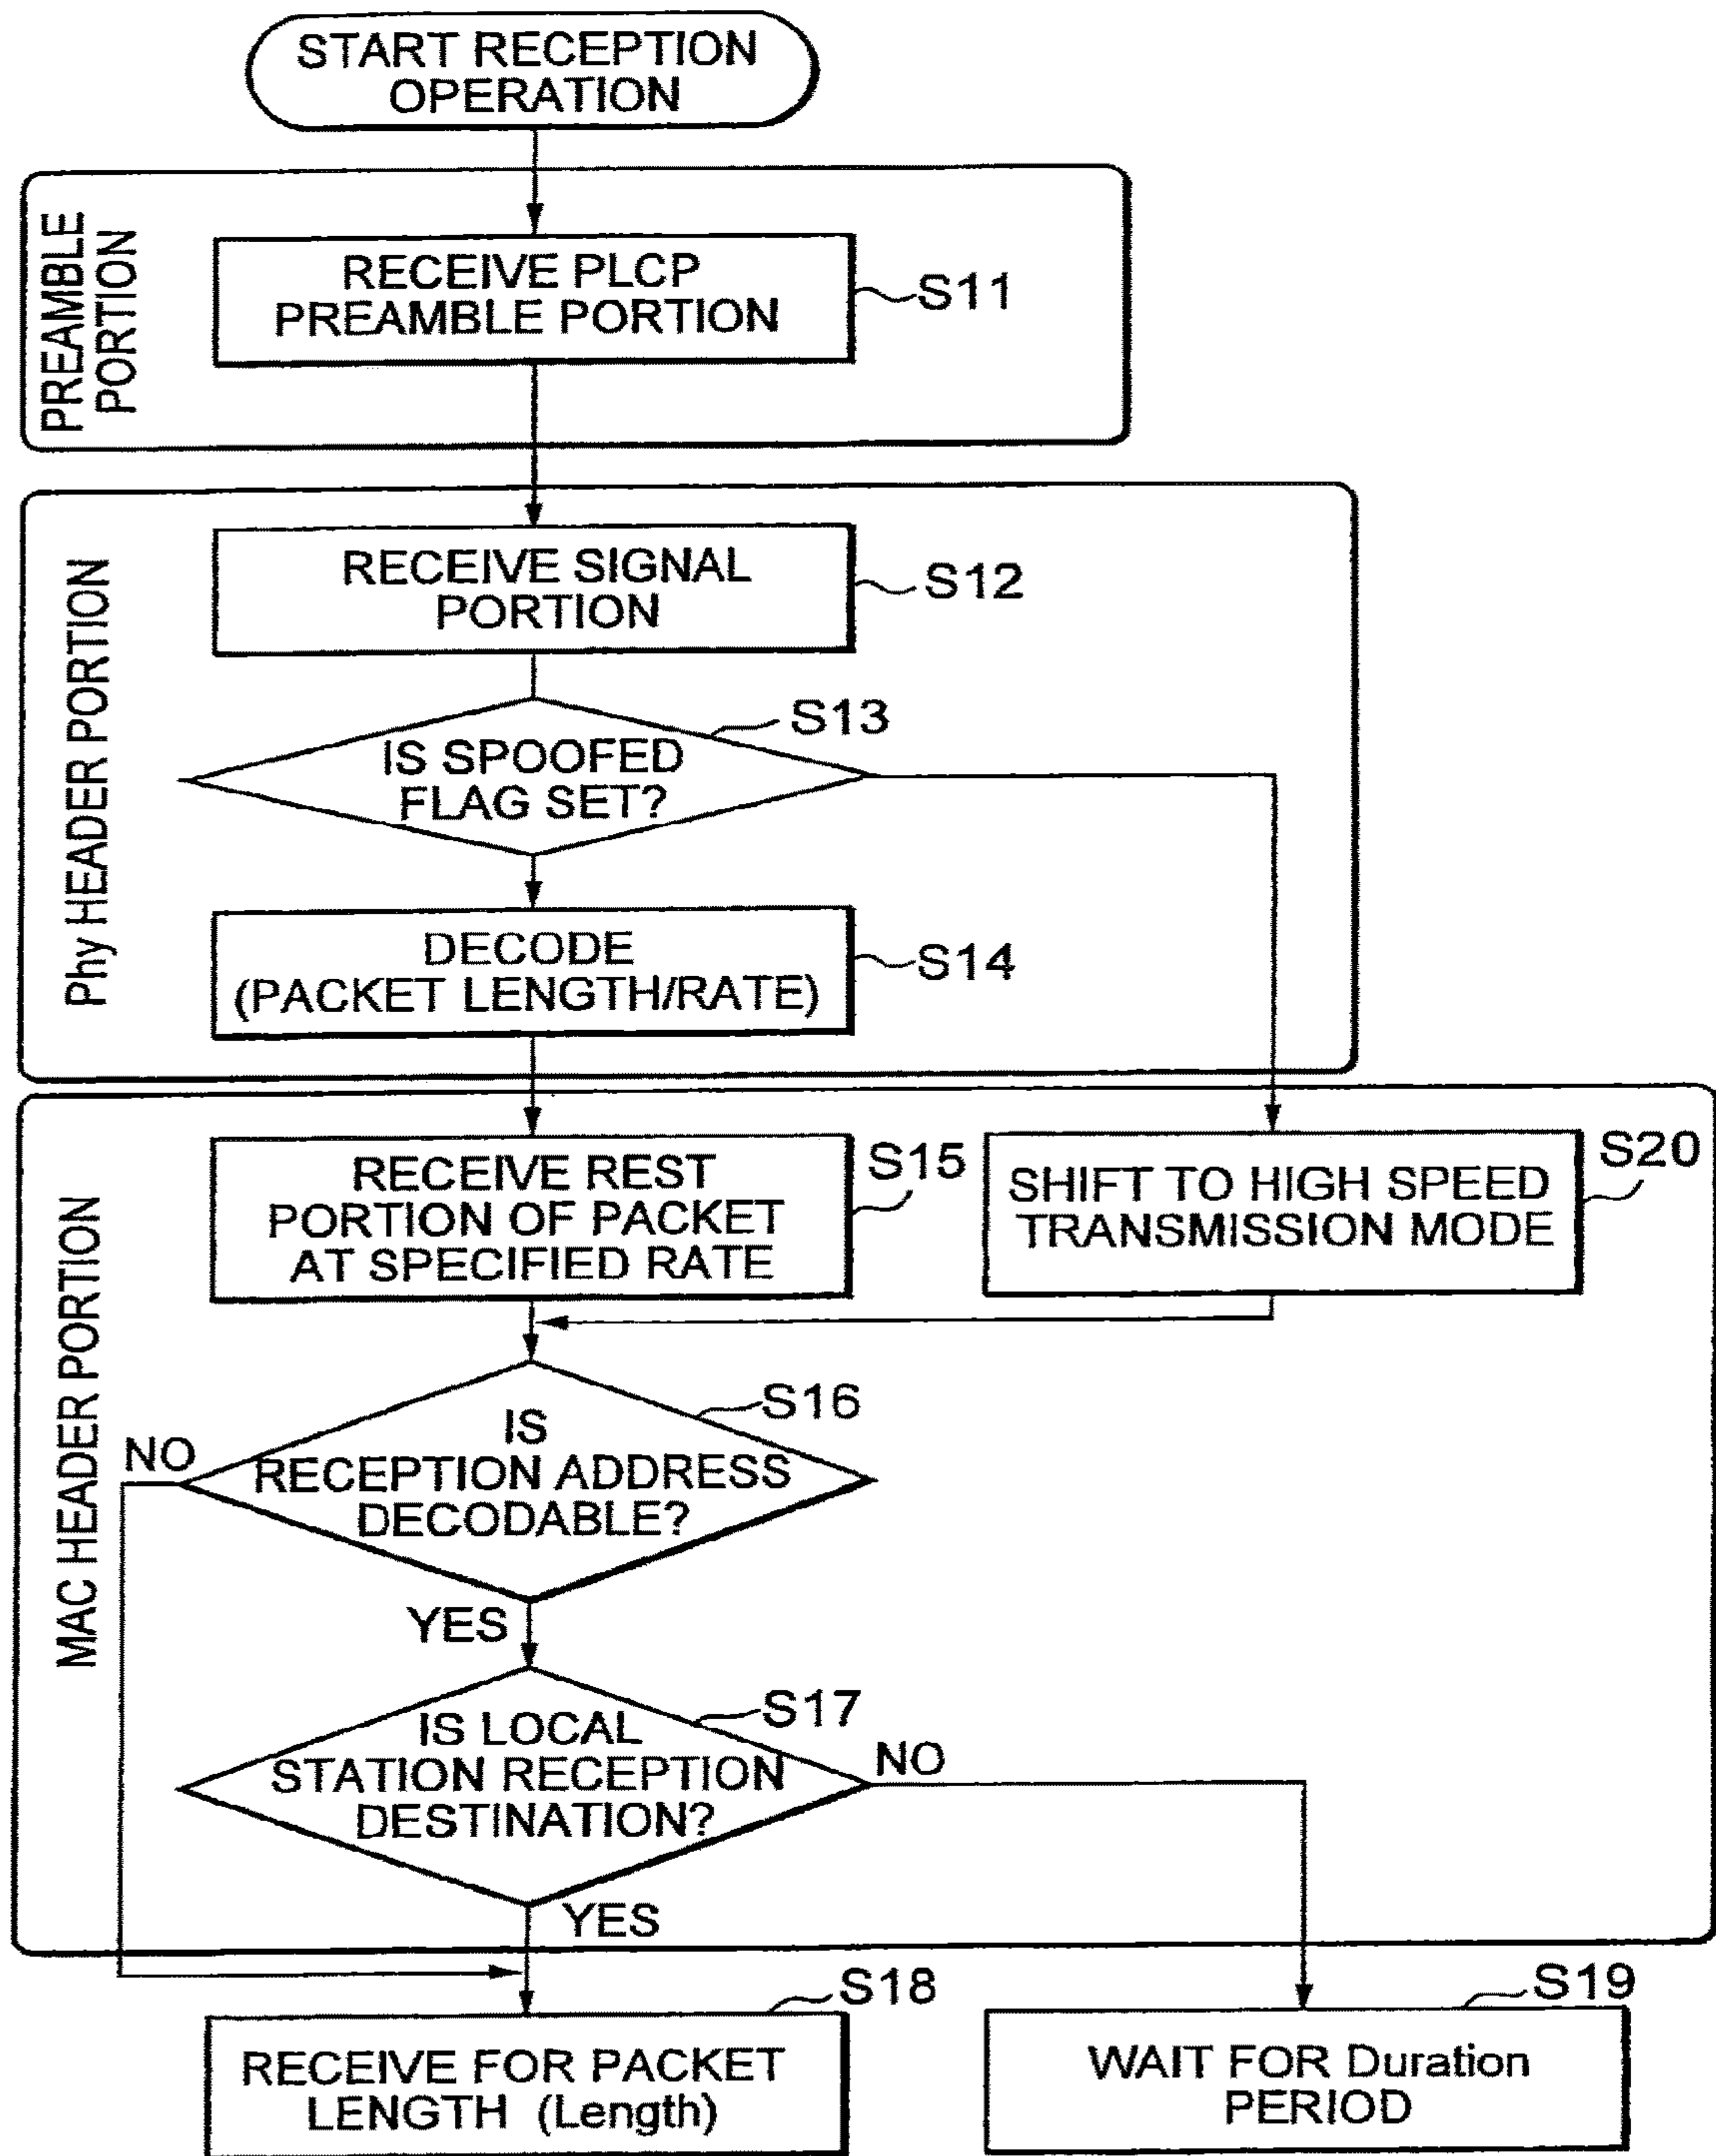 START RECEPTION
OPERATION
PREAMBLE
PORTION
RECEIVE PLCP
PREAMBLE PORTION
S11
Phy HEADER PORTION
RECEIVE SIGNAL
PORTION
S12
S13
IS SPOOFED
FLAG SET?
DECODE
(PACKET LENGTH/RATE)
S14
MAC HEADER PORTION
RECEIVE REST
PORTION OF PACKET
AT SPECIFIED RATE
S15
SHIFT TO HIGH SPEED
TRANSMISSION MODE
S20
S16
IS
RECEPTION ADDRESS
DECODABLE?
NO
YES
S17
IS LOCAL
STATION RECEPTION
DESTINATION?
NO
YES
S18
RECEIVE FOR PACKET
LENGTH (Length)
S19
WAIT FOR Duration
PERIOD